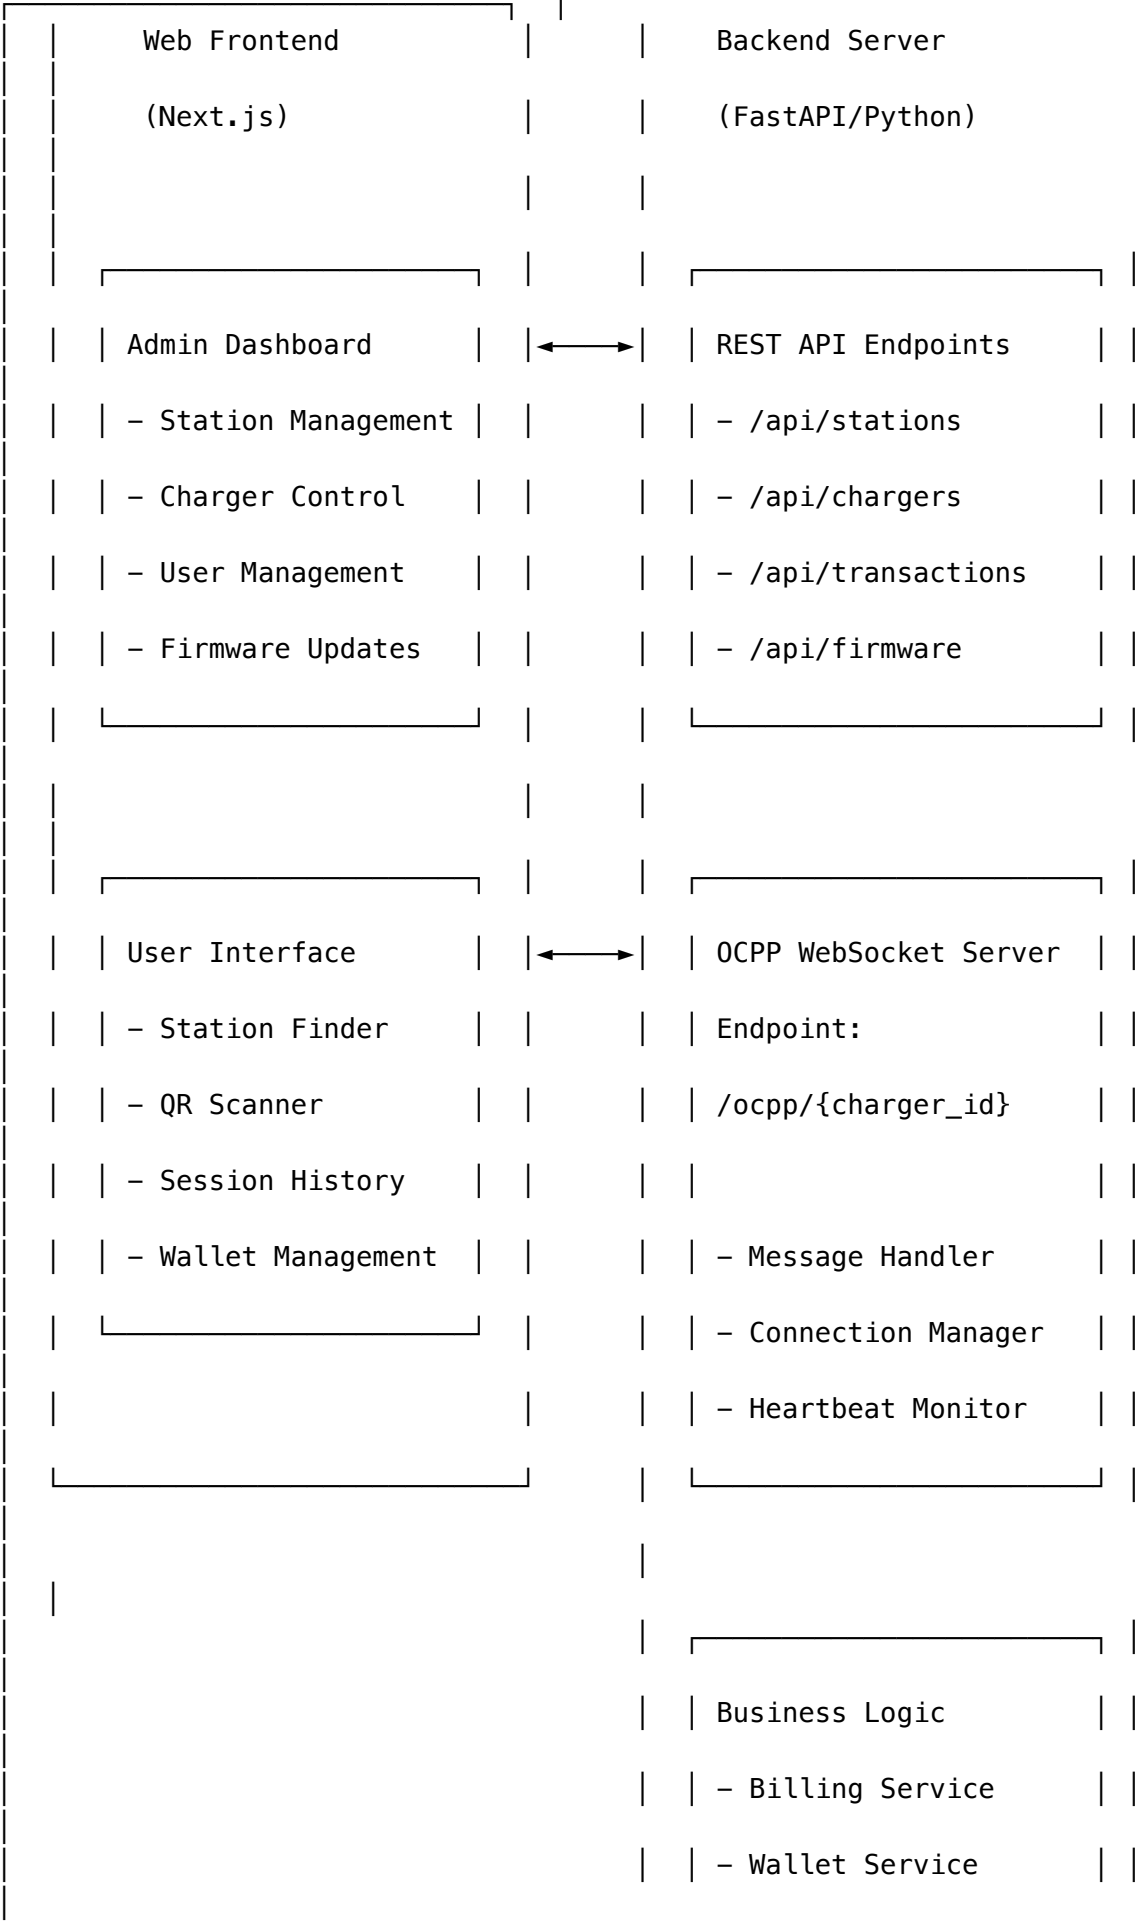 Web Frontend Backend Server
(Next.js) (FastAPI/Python)
Admin Dashboard REST API Endpoints
- Station Management - /api/stations
- Charger Control - /api/chargers
- User Management - /api/transactions
- Firmware Updates - /api/firmware
User Interface OCPP WebSocket Server
- Station Finder Endpoint:
- QR Scanner /ocpp/{charger_id}
- Session History
- Wallet Management - Message Handler
- Connection Manager
- Heartbeat Monitor
Business Logic
- Billing Service
- Wallet Service